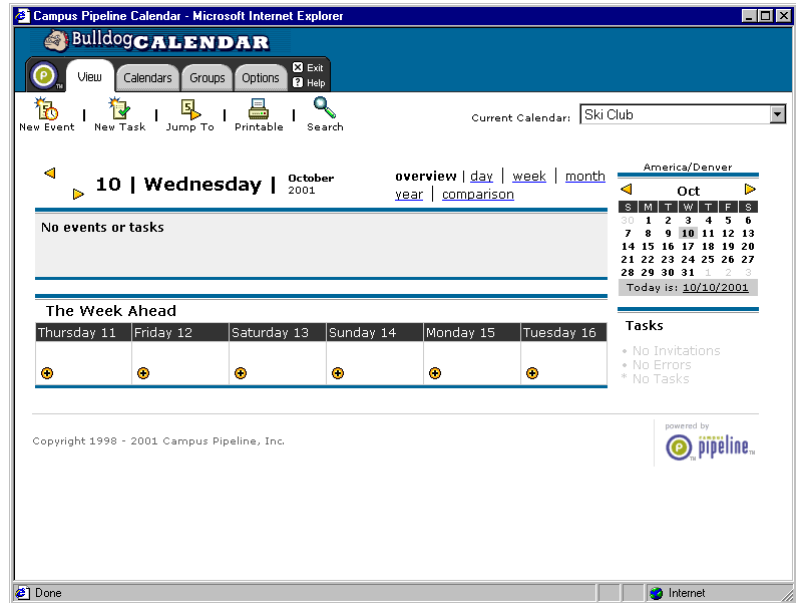 Campus Pipeline Calendar - Microsoft Internet Explorer
Bulldog CALENDAR
View Calendars Groups Options Exit
Help
New Event | New Task | Jump To | Printable | Search
Current Calendar: Ski Club
10 | Wednesday | October 2001
overview | day | week | month
year | comparison
No events or tasks
The Week Ahead
Thursday 11 Friday 12 Saturday 13 Sunday 14 Monday 15 Tuesday 16
America/Denver
Oct
S M T W T F S
30 1 2 3 4 5 6
7 8 9 10 11 12 13
14 15 16 17 18 19 20
21 22 23 24 25 26 27
28 29 30 31 1 2 3
Today is: 10/10/2001
Tasks
• No Invitations
• No Errors
* No Tasks
Copyright 1998 - 2001 Campus Pipeline, Inc.
powered by
campus
pipeline™
Done Internet